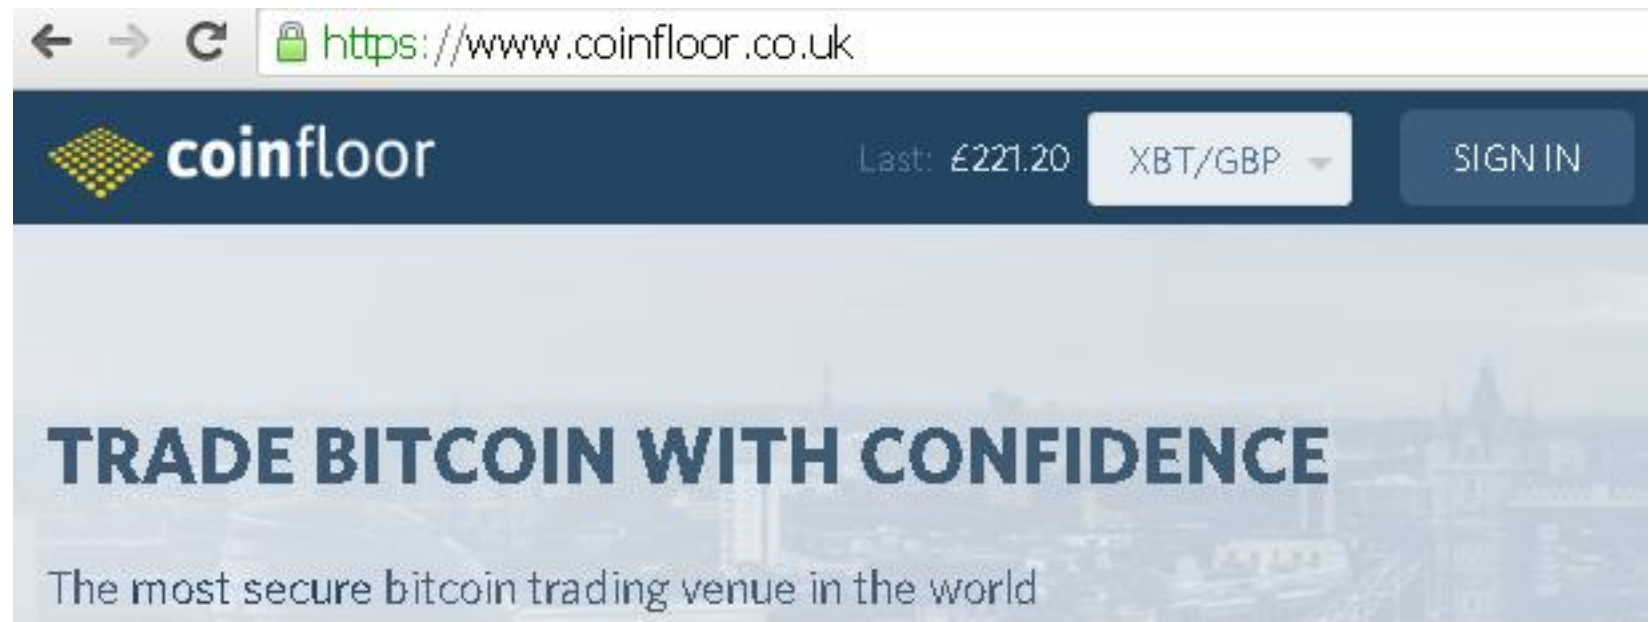 https://www.coinfloor.co.uk
coinfloor Last: £221.20 XBT/GBP SIGN IN
TRADE BITCOIN WITH CONFIDENCE
The most secure bitcoin trading venue in the world